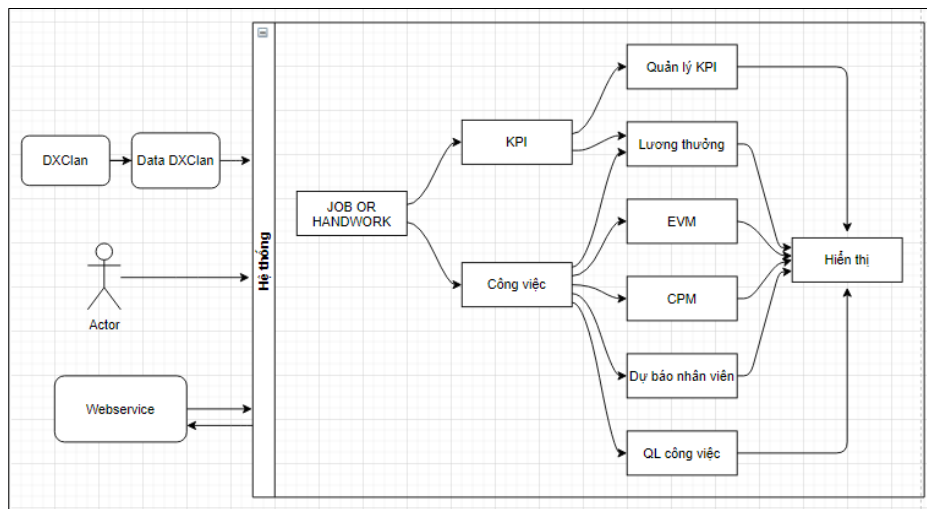 Quản lý KPI
KPI
Lương thưởng
DXClan
Data DXClan
JOB OR
HANDWORK
EVM
Hệ thống
Hiển thị
Công việc
CPM
Actor
Dự báo nhân viên
Webservice
QL công việc